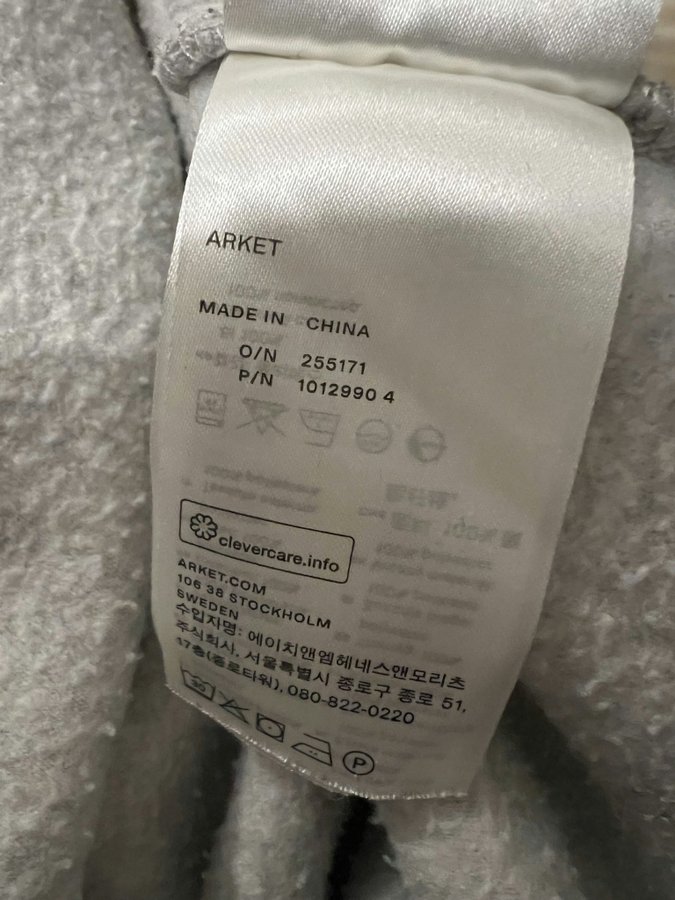 ARKET
MADE IN CHINA
O/N 255171
P/N 1012990 4
clevercare.info
ARKET.COM
106 38 STOCKHOLM
SWEDEN
수입자명: 에이치앤엠헤네스앤모리츠
주식회사, 서울특별시 종로구 종로 51,
17층(종로타워), 080-822-0220
P